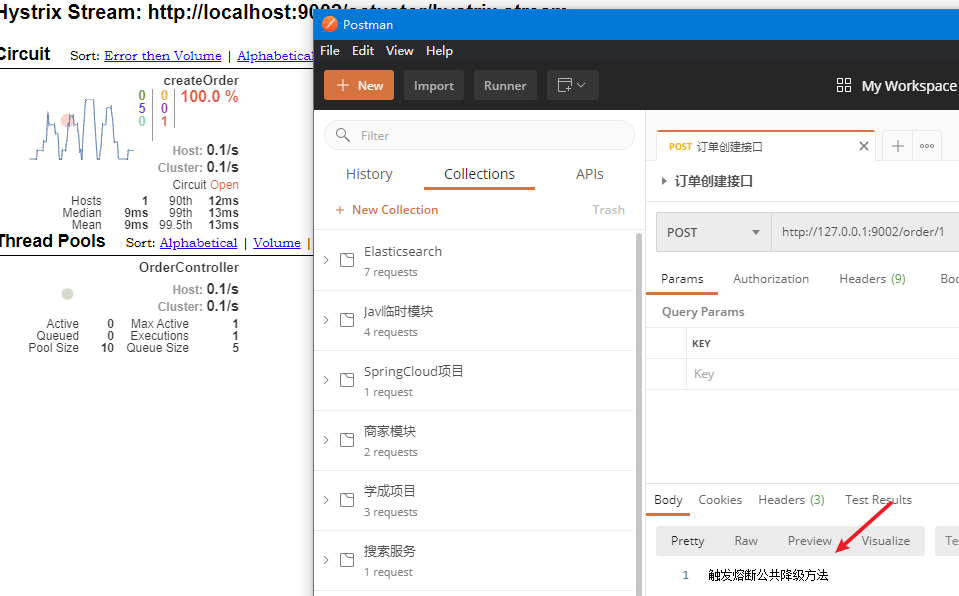 Hystrix Stream: http://localhost:9002/actuator/hystrix.stream
Circuit Sort: Error then Volume | Alphabetical
createOrder
0 0 100.0 %
5 0
0 1
Host: 0.1/s
Cluster: 0.1/s
Circuit Open
Hosts 1 90th 12ms
Median 9ms 99th 13ms
Mean 9ms 99.5th 13ms
Thread Pools Sort: Alphabetical | Volume |
OrderController
Host: 0.1/s
Cluster: 0.1/s
Active 0 Max Active 1
Queued 0 Executions 1
Pool Size 10 Queue Size 5
Postman
File Edit View Help
+ New Import Runner My Workspace
Filter
History Collections APIs
+ New Collection Trash
Elasticsearch
7 requests
Javl临时模块
4 requests
SpringCloud项目
1 request
商家模块
2 requests
学成项目
3 requests
搜索服务
1 request
POST 订单创建接口
订单创建接口
POST http://127.0.0.1:9002/order/1
Params Authorization Headers (9) Boc
Query Params
KEY
Key
Body Cookies Headers (3) Test Results
Pretty Raw Preview Visualize Te
1 触发熔断公共降级方法